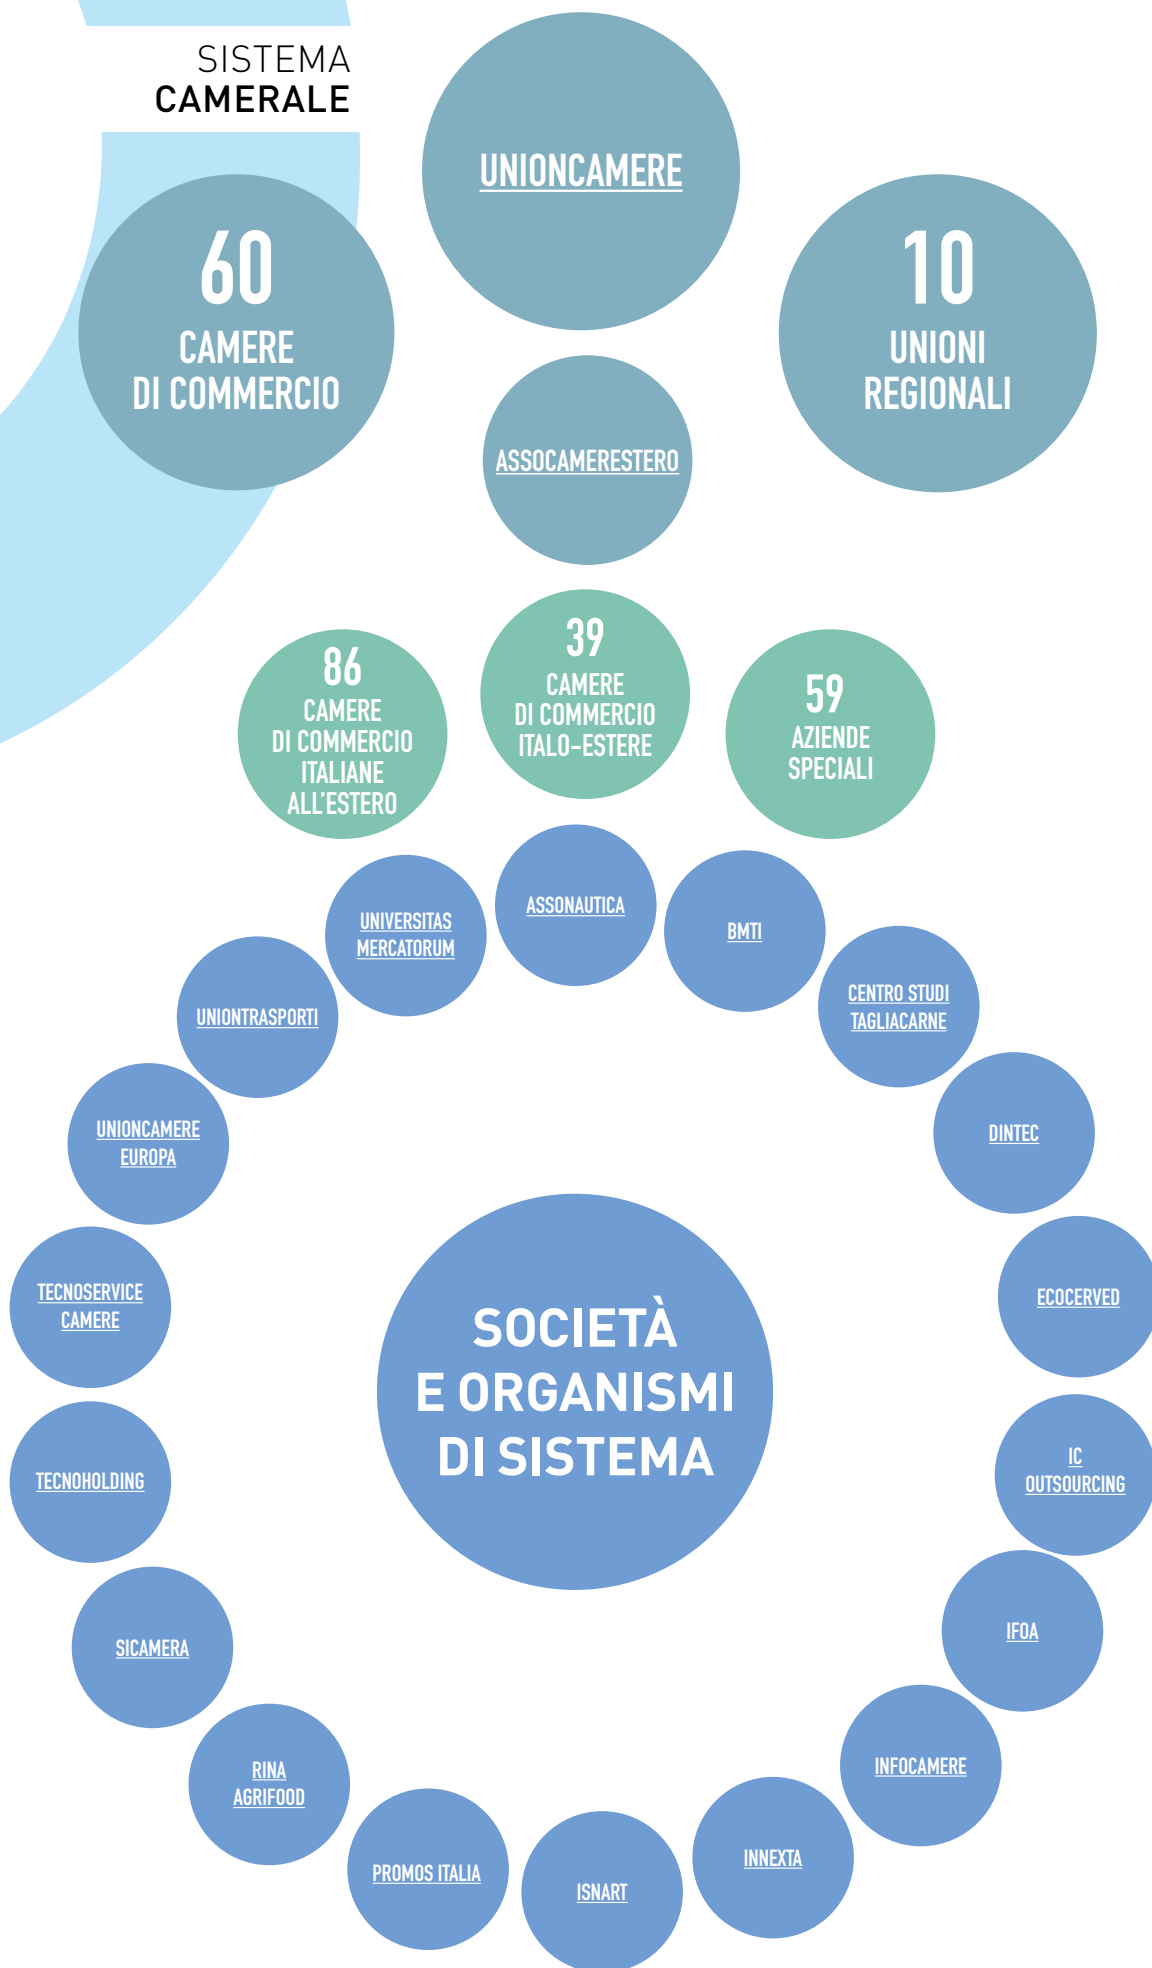 SISTEMA
CAMERALE
UNIONCAMERE
60
CAMERE
DI COMMERCIO
10
UNIONI
REGIONALI
ASSOCAMERESTERO
86
CAMERE
DI COMMERCIO
ITALIANE
ALL'ESTERO
39
CAMERE
DI COMMERCIO
ITALO-ESTERE
59
AZIENDE
SPECIALI
ASSONAUTICA
BMTI
CENTRO STUDI
TAGLIACARNE
DINTEC
ECOCERVED
IC
OUTSOURCING
IFOA
INFOCAMERE
INNEXTA
ISNART
PROMOS ITALIA
RINA
AGRIFOOD
SICAMERA
TECNOHOLDING
TECNOSERVICE
CAMERE
UNIONCAMERE
EUROPA
UNIONTRASPORTI
UNIVERSITAS
MERCATORUM
SOCIETÀ
E ORGANISMI
DI SISTEMA